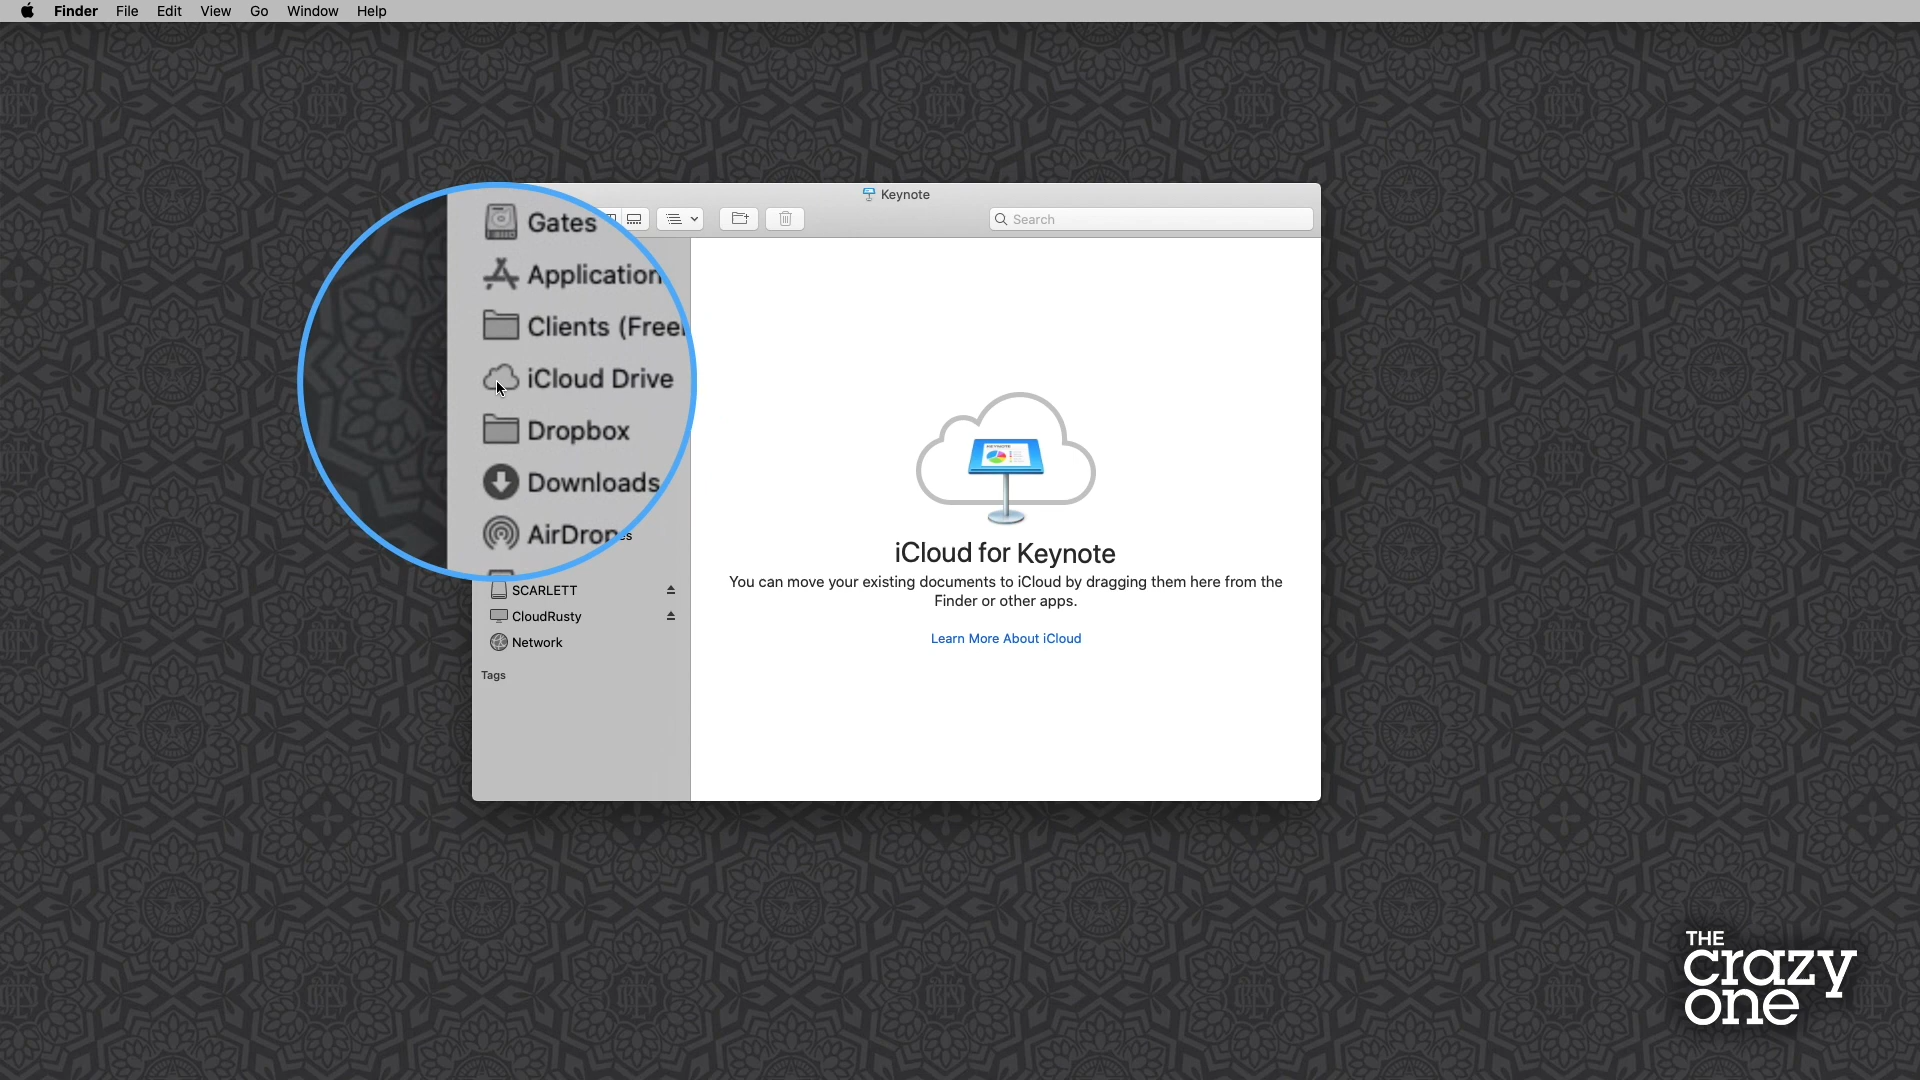 Finder File Edit View Go Window Help
Keynote
Search
Gates
Application
Clients (Free
iCloud Drive
Dropbox
Downloads
AirDrop
SCARLETT
CloudRusty
Network
Tags
iCloud for Keynote
You can move your existing documents to iCloud by dragging them here from the
Finder or other apps.
Learn More About iCloud
THE
crazy
one